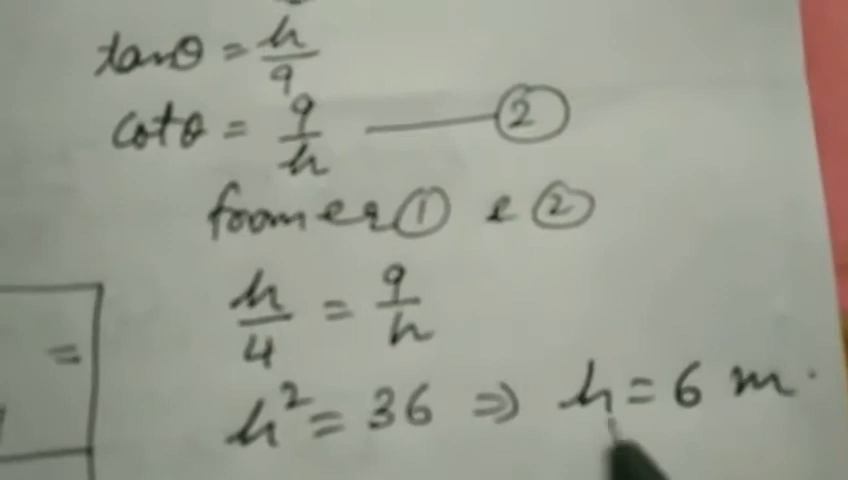 tanθ = h/9
cotθ = 9/h —— ②
from eq ① & ②
h/4 = 9/h
h² = 36 ⇒ h = 6 m.
=